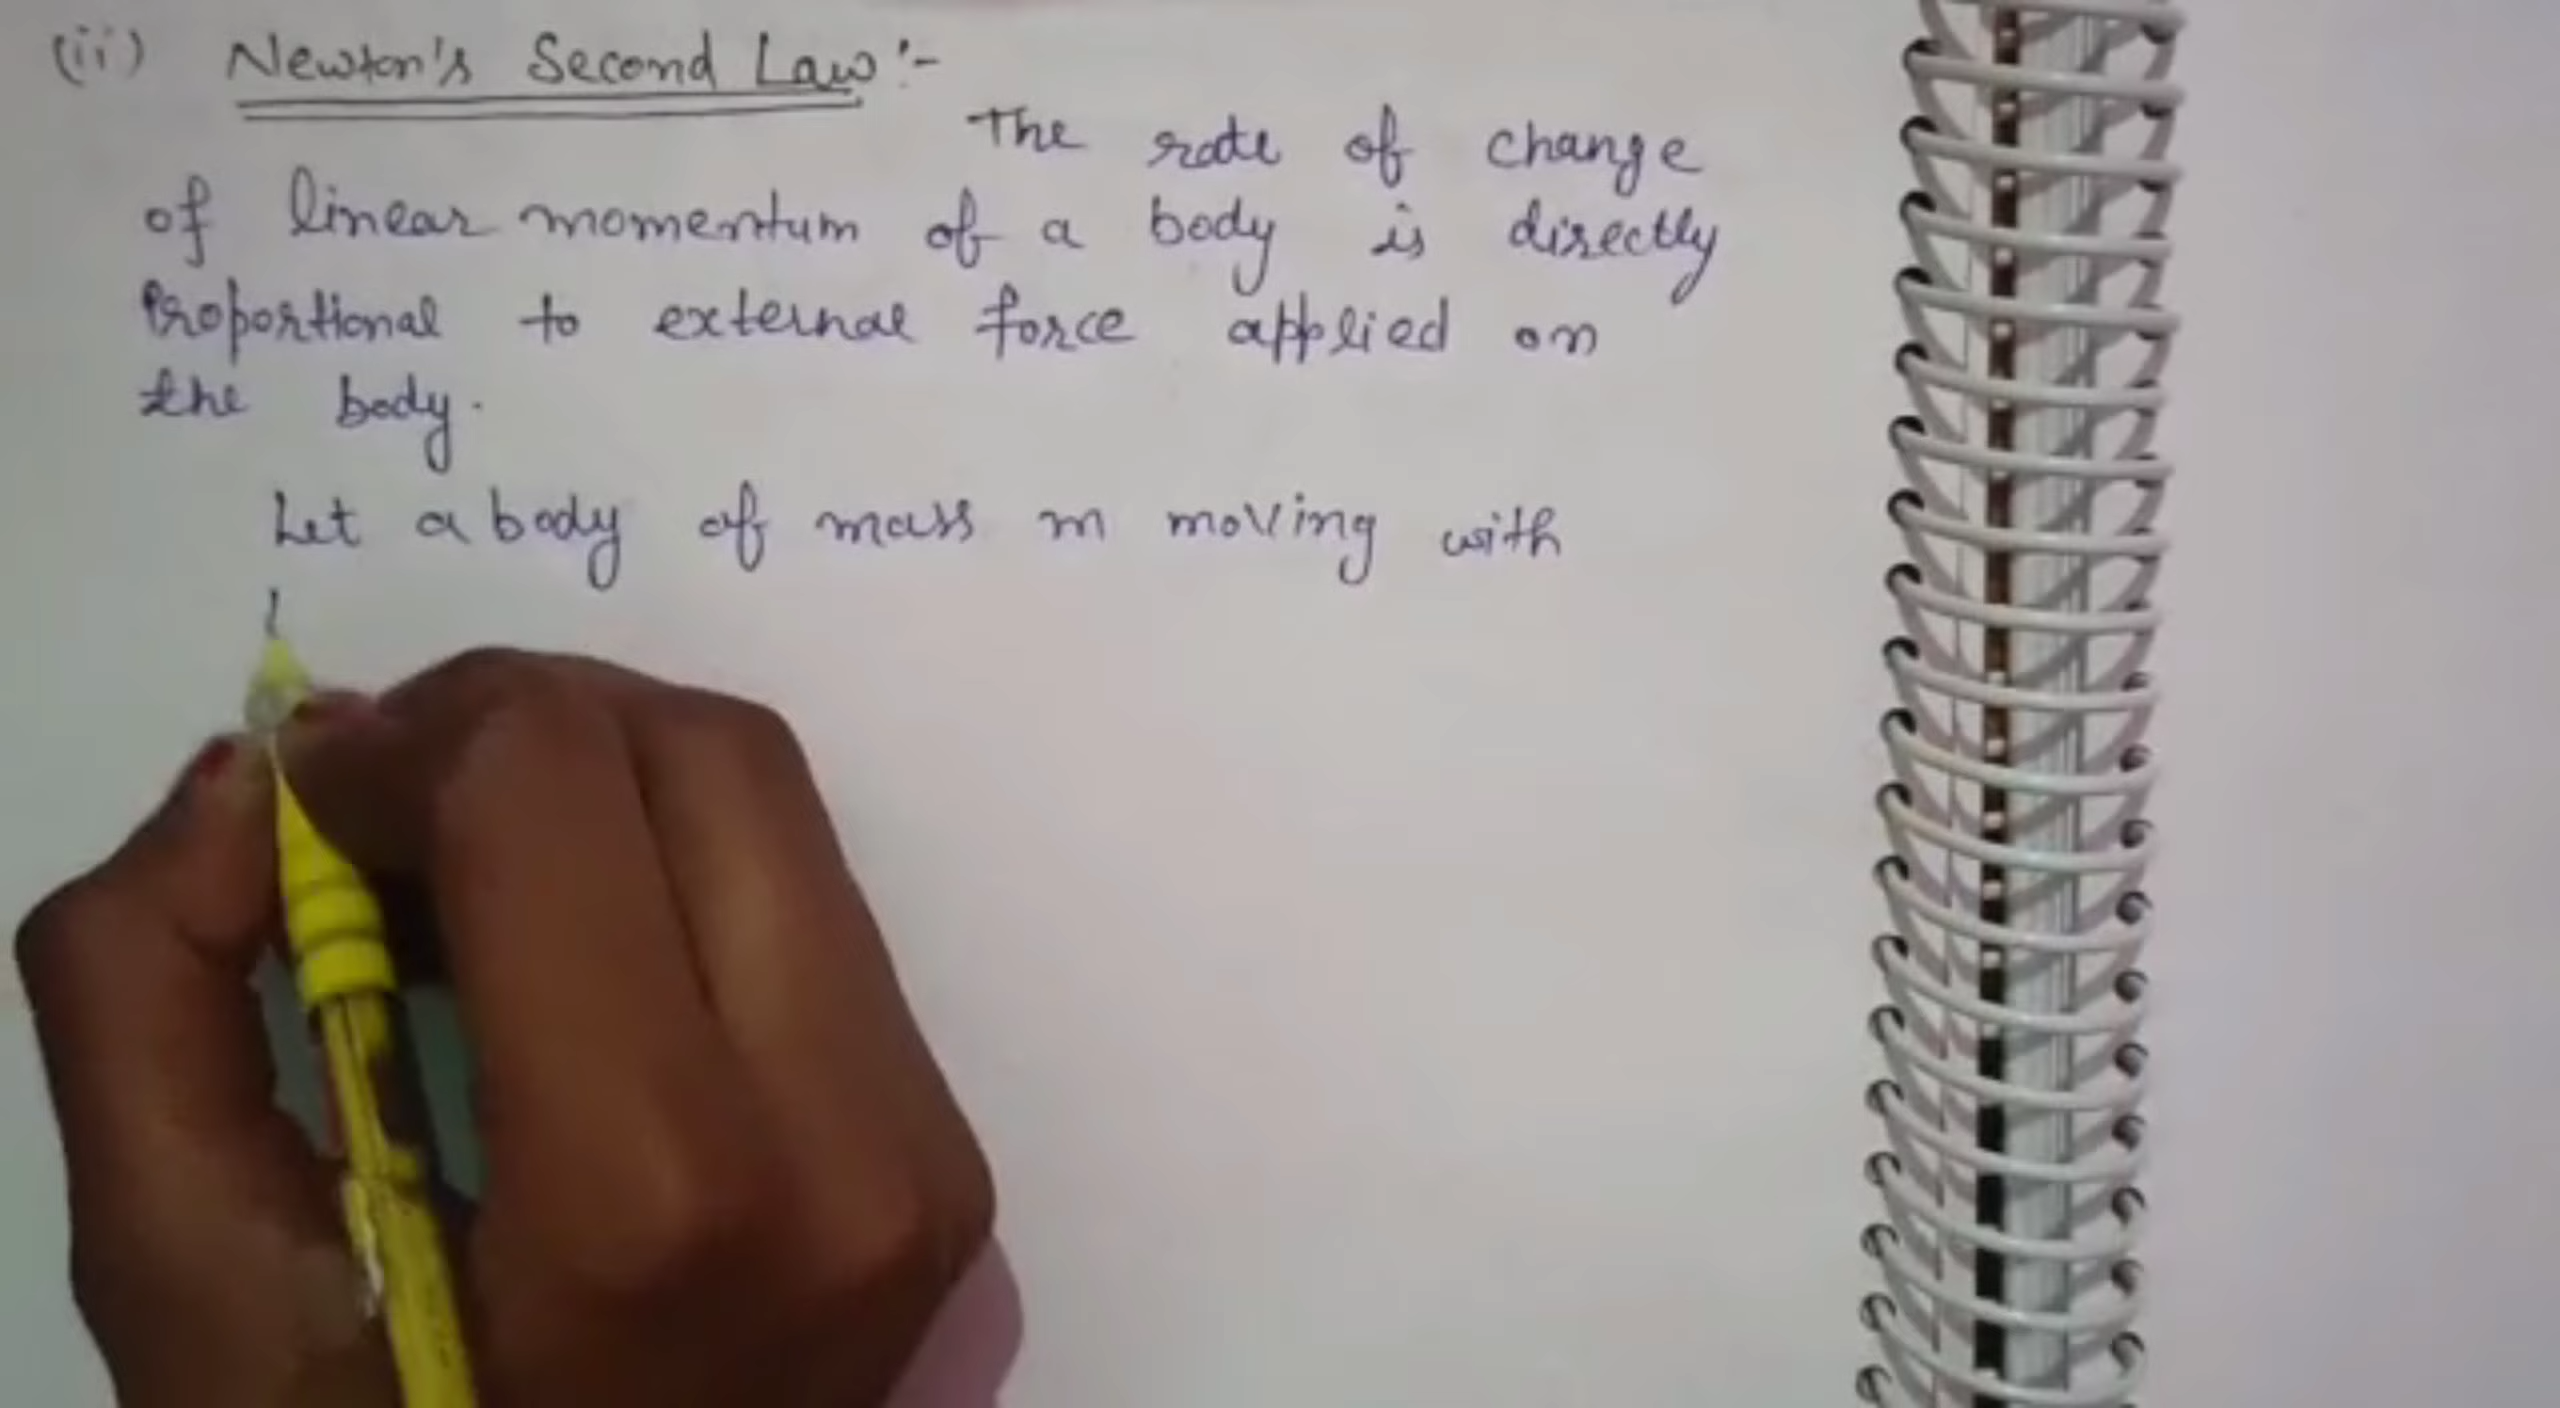 (ii) Newton's Second Law :-
The rate of change
of linear momentum of a body is directly
Proportional to external force applied on
the body.
Let a body of mass m moving with